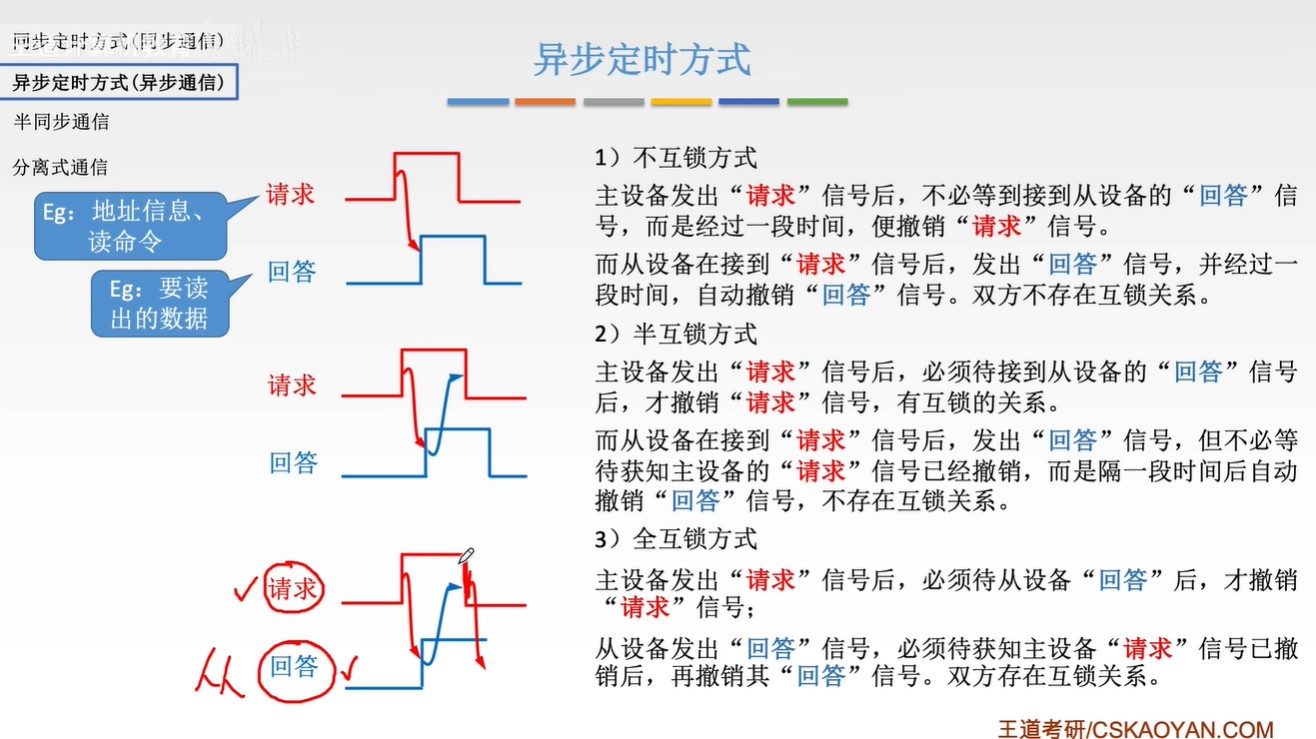 同步定时方式(同步通信)
异步定时方式(异步通信)
半同步通信
分离式通信
异步定时方式
Eg：地址信息、
读命令
Eg：要读
出的数据
请求
回答
请求
回答
请求
回答
从
1）不互锁方式
主设备发出“请求”信号后，不必等到接到从设备的“回答”信
号，而是经过一段时间，便撤销“请求”信号。
而从设备在接到“请求”信号后，发出“回答”信号，并经过一
段时间，自动撤销“回答”信号。双方不存在互锁关系。
2）半互锁方式
主设备发出“请求”信号后，必须待接到从设备的“回答”信号
后，才撤销“请求”信号，有互锁的关系。
而从设备在接到“请求”信号后，发出“回答”信号，但不必等
待获知主设备的“请求”信号已经撤销，而是隔一段时间后自动
撤销“回答”信号，不存在互锁关系。
3）全互锁方式
主设备发出“请求”信号后，必须待从设备“回答”后，才撤销
“请求”信号；
从设备发出“回答”信号，必须待获知主设备“请求”信号已撤
销后，再撤销其“回答”信号。双方存在互锁关系。
王道考研/CSKAOYAN.COM